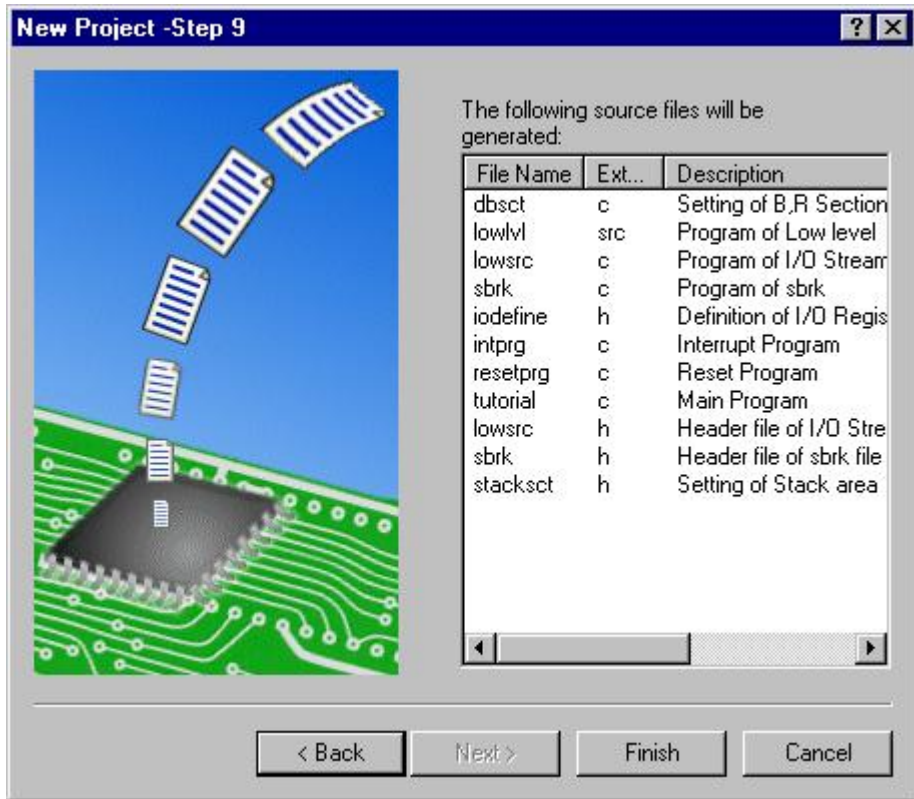 New Project -Step 9
The following source files will be
generated:
File Name Ext... Description
dbsct c Setting of B,R Section
lowlvl src Program of Low level
lowsrc c Program of I/O Stream
sbrk c Program of sbrk
iodefine h Definition of I/O Regis
intprg c Interrupt Program
resetprg c Reset Program
tutorial c Main Program
lowsrc h Header file of I/O Stre
sbrk h Header file of sbrk file
stacksct h Setting of Stack area
< Back Next > Finish Cancel